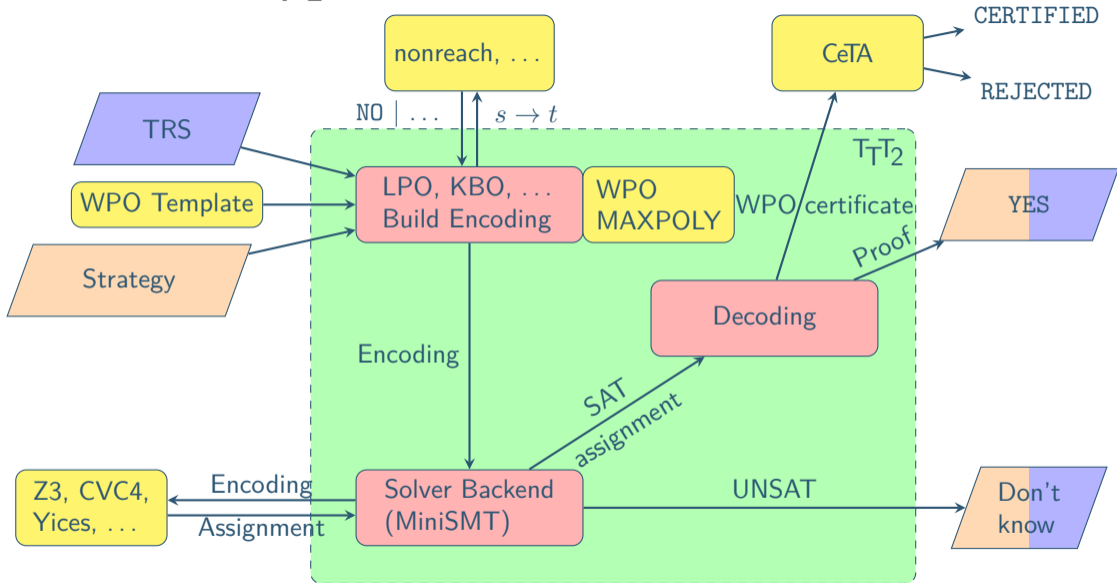 CERTIFIED
nonreach, …
CeTA
REJECTED
NO | …
s → t
TRS
TTT2
LPO, KBO, …
Build Encoding
WPO
MAXPOLY
WPO Template
WPO certificate
YES
Proof
Strategy
Decoding
Encoding
SAT
assignment
Z3, CVC4,
Yices, …
Encoding
Assignment
Solver Backend
(MiniSMT)
UNSAT
Don't
know